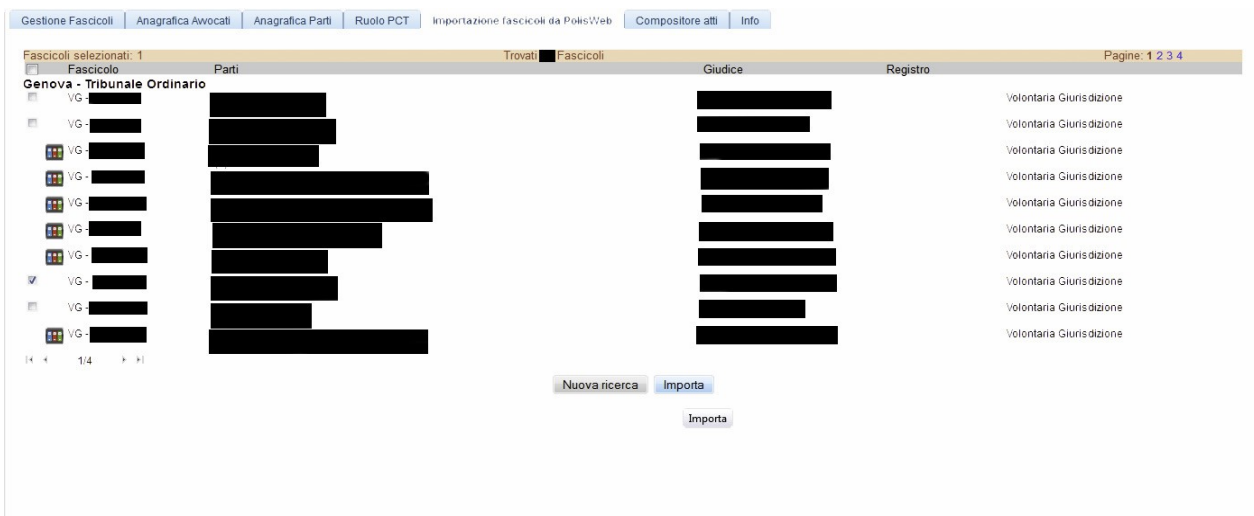 Gestione Fascicoli Anagrafica Avvocati Anagrafica Parti Ruolo PCT Importazione fascicoli da PolisWeb Compositore atti Info
Fascicoli selezionati: 1 Trovati Fascicoli Pagine: 1 2 3 4
Fascicolo Parti Giudice Registro
Genova - Tribunale Ordinario
VG - Volontaria Giurisdizione
VG - Volontaria Giurisdizione
VG - Volontaria Giurisdizione
VG - Volontaria Giurisdizione
VG - Volontaria Giurisdizione
VG - Volontaria Giurisdizione
VG - Volontaria Giurisdizione
VG - Volontaria Giurisdizione
VG - Volontaria Giurisdizione
VG - Volontaria Giurisdizione
1/4
Nuova ricerca Importa
Importa